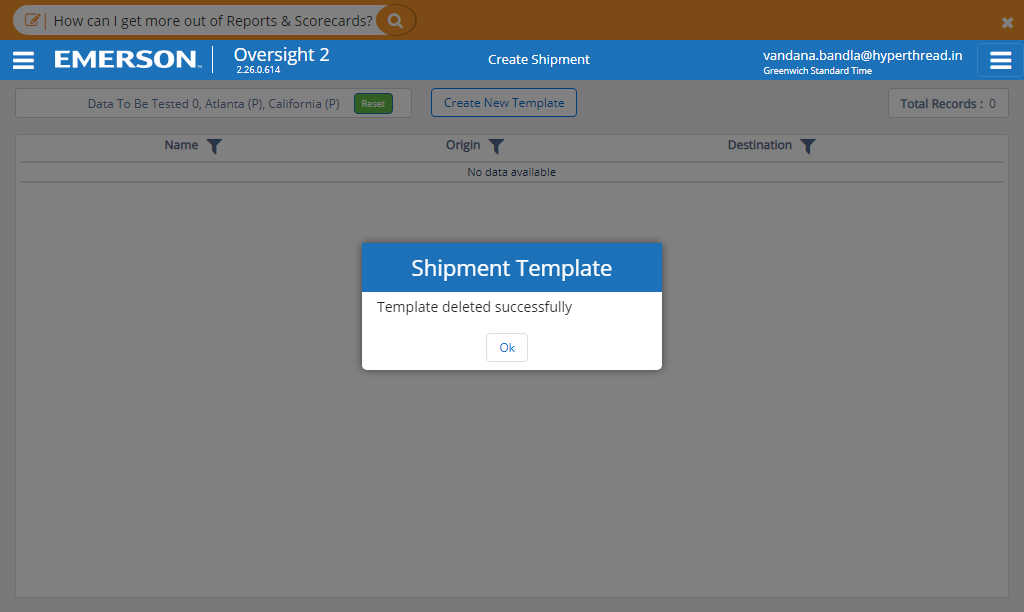 How can I get more out of Reports & Scorecards?
EMERSON™
Oversight 2
2.26.0.614
Create Shipment
vandana.bandla@hyperthread.in
Greenwich Standard Time
Data To Be Tested 0, Atlanta (P), California (P)
Reset
Create New Template
Total Records : 0
Name
Origin
Destination
No data available
Shipment Template
Template deleted successfully
Ok